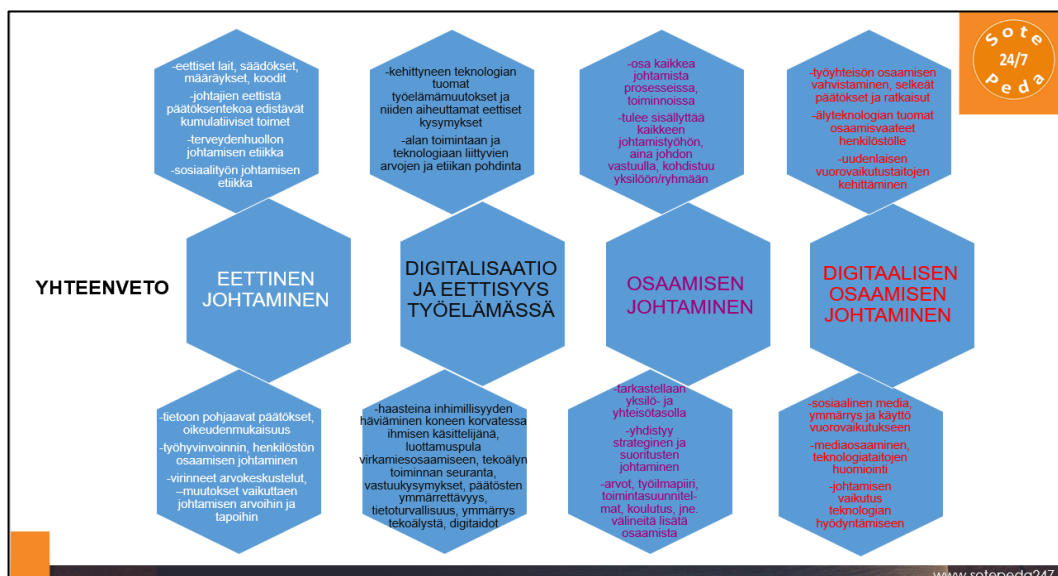 -eettiset lait, säädökset,
määräykset, koodit
-johtajien eettistä
päätöksentekoa edistävät
kumulatiiviset toimet
-terveydenhuollon
johtamisen etiikka
-sosiaalityön johtamisen
etiikka
-kehittyneen teknologian
tuomat
työelämämuutokset ja
niiden aiheuttamat eettiset
kysymykset
-alan toimintaan ja
teknologiaan liittyvien
arvojen ja etiikan pohdinta
-osa kaikkea
johtamista
prosesseissa,
toiminnoissa
-tulee sisällyttää
kaikkeen
johtamistyöhön,
aina johdon
vastuulla, kohdistuu
yksilöön/ryhmään
-työyhteisön osaamisen
vahvistaminen, selkeät
päätökset ja ratkaisut
-älyteknologian tuomat
osaamisvaateet
henkilöstölle
-uudenlaisen
vuorovaikutustaitojen
kehittäminen
Sote
24/7
Peda
YHTEENVETO
EETTINEN
JOHTAMINEN
DIGITALISAATIO
JA EETTISYYS
TYÖELÄMÄSSÄ
OSAAMISEN
JOHTAMINEN
DIGITAALISEN
OSAAMISEN
JOHTAMINEN
-tietoon pohjaavat päätökset,
oikeudenmukaisuus
-työhyvinvoinnin, henkilöstön
osaamisen johtaminen
-virinneet arvokeskustelut,
–muutokset vaikuttaen
johtamisen arvoihin ja
tapoihin
-haasteina inhimillisyyden
häviäminen koneen korvatessa
ihmisen käsittelijänä,
luottamuspula
virkamiesosaamiseen, tekoälyn
toiminnan seuranta,
vastuukysymykset, päätösten
ymmärrettävyys,
tietoturvallisuus, ymmärrys
tekoälystä, digitaidot
-tarkastellaan
yksilö- ja
yhteisötasolla
-yhdistyy
strateginen ja
suoritusten
johtaminen
-arvot, työilmapiiri,
toimintasuunnitel-
mat, koulutus, jne.
välineitä lisätä
osaamista
-sosiaalinen media,
ymmärrys ja käyttö
vuorovaikutukseen
-mediaosaaminen,
teknologiataitojen
huomiointi
-johtamisen
vaikutus
teknologian
hyödyntämiseen
www.sotepeda247